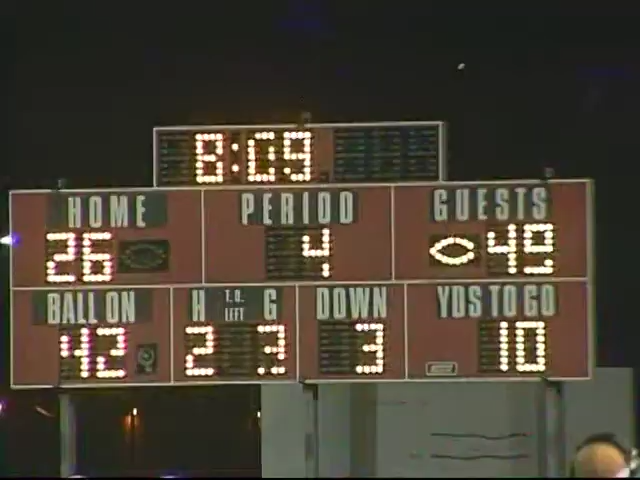 8:09
HOME PERIOD GUESTS
26 4 49
BALL ON H T.O. LEFT G DOWN YDS TO GO
42 2 3 3 10